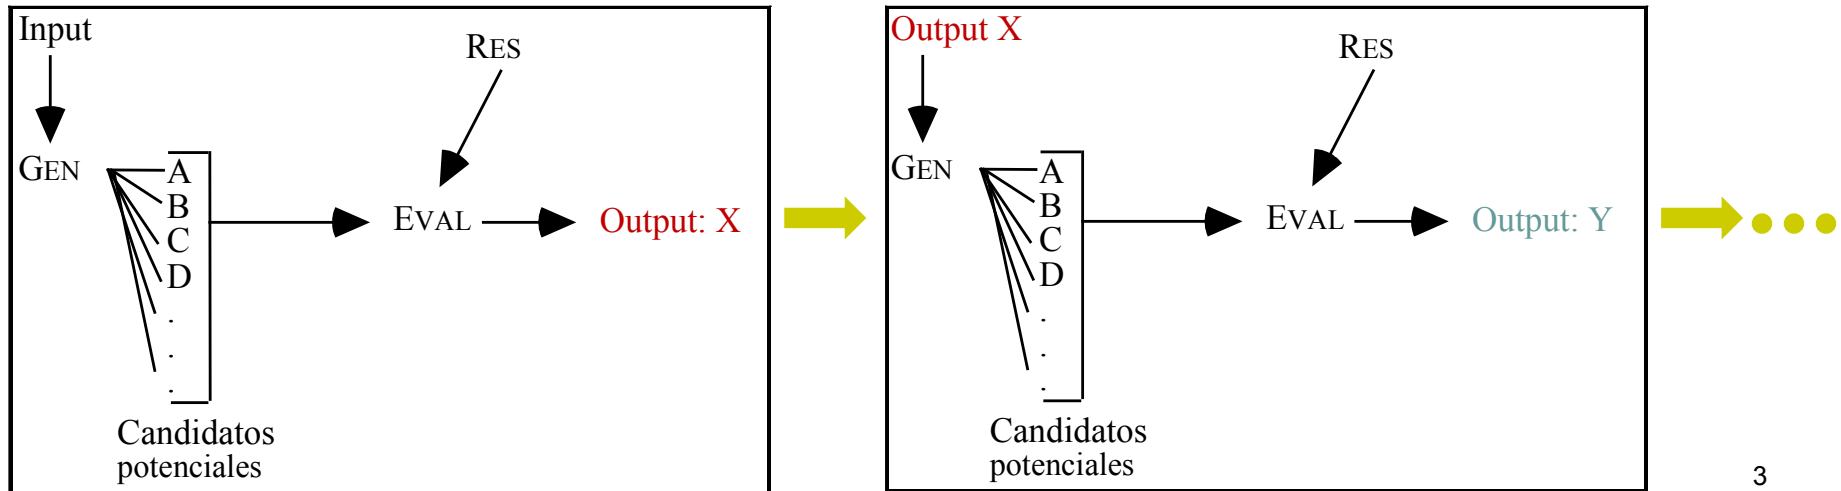 Input
RES
GEN
A
B
C
D
.
.
.
EVAL
Output: X
Candidatos
potenciales
Output X
RES
GEN
A
B
C
D
.
.
.
EVAL
Output: Y
Candidatos
potenciales
3